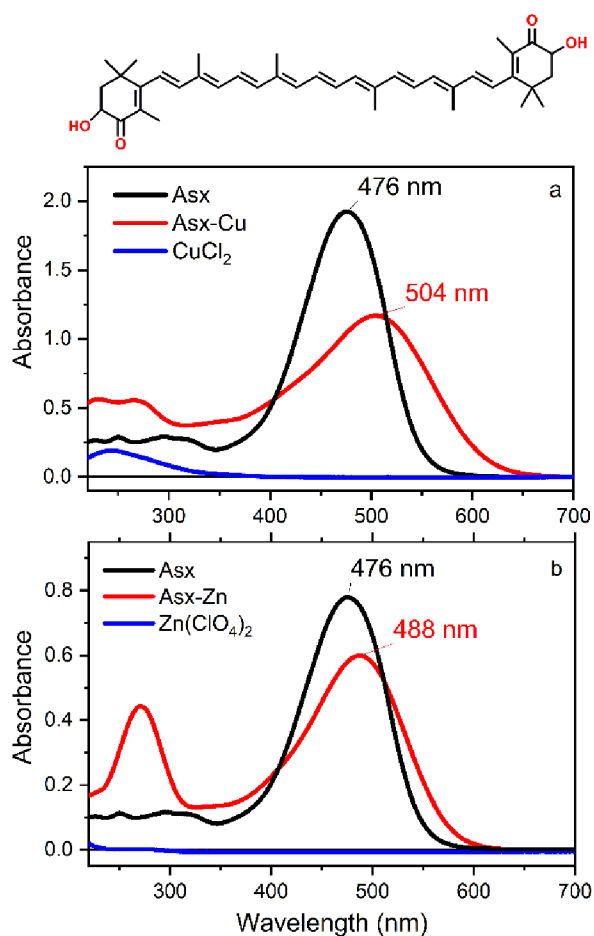 O
OH
HO
O
a
476 nm
Asx
Asx-Cu
CuCl₂
504 nm
Absorbance
2.0
1.5
1.0
0.5
0.0
300 400 500 600 700
b
476 nm
Asx
Asx-Zn
Zn(ClO₄)₂
488 nm
Absorbance
0.8
0.6
0.4
0.2
0.0
300 400 500 600 700
Wavelength (nm)